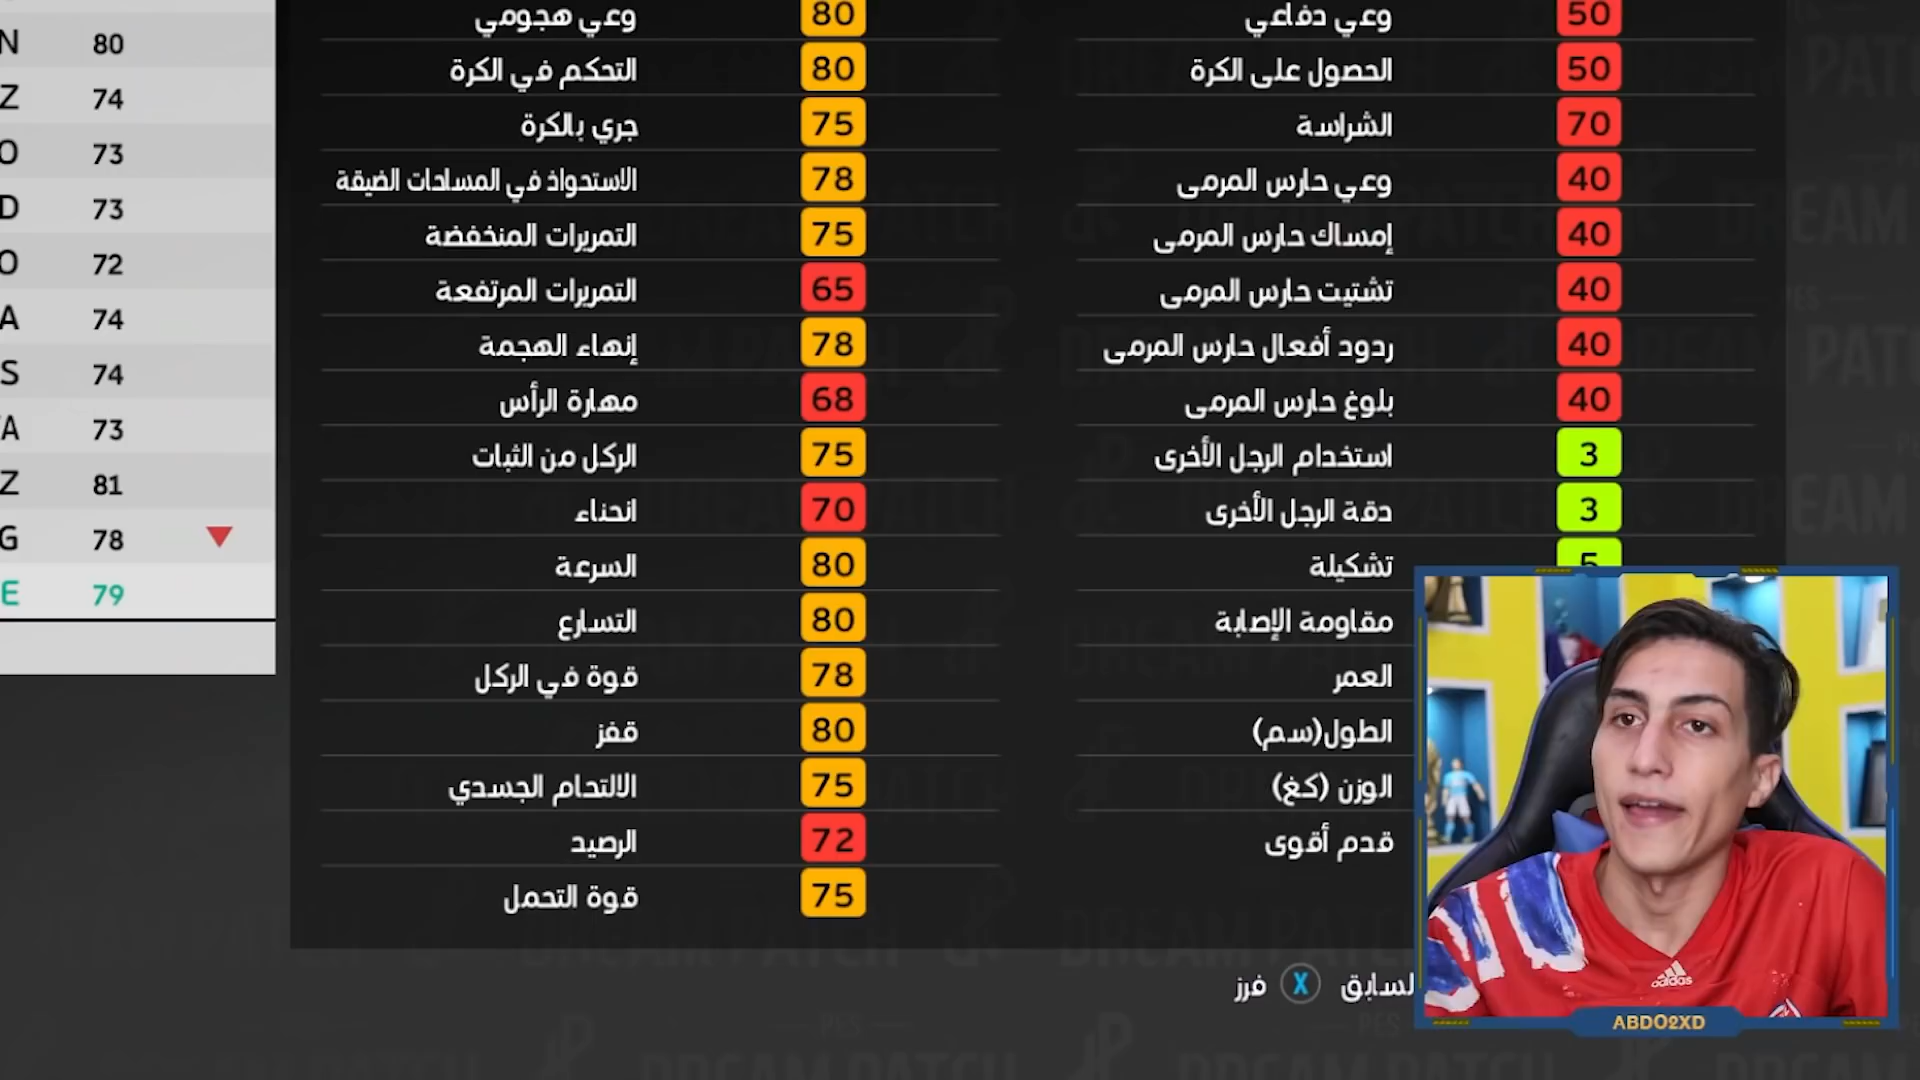 N 80
Z 74
O 73
D 73
O 72
A 74
S 74
A 73
Z 81
G 78
E 79
وعي هجومي 80
التحكم في الكرة 80
جري بالكرة 75
الاستحواذ في المساحات الضيقة 78
التمريرات المنخفضة 75
التمريرات المرتفعة 65
إنهاء الهجمة 78
مهارة الرأس 68
الركل من الثبات 75
انحناء 70
السرعة 80
التسارع 80
قوة في الركل 78
قفز 80
الالتحام الجسدي 75
الرصيد 72
قوة التحمل 75
وعي دفاعي 50
الحصول على الكرة 50
الشراسة 70
وعي حارس المرمى 40
إمساك حارس المرمى 40
تشتيت حارس المرمى 40
ردود أفعال حارس المرمى 40
بلوغ حارس المرمى 40
استخدام الرجل الأخرى 3
دقة الرجل الأخرى 3
تشكيلة 5
مقاومة الإصابة
العمر
الطول(سم)
الوزن (كغ)
قدم أقوى
السابق X فرز
adidas
ABDO2XD
PES
DREAM PATCH